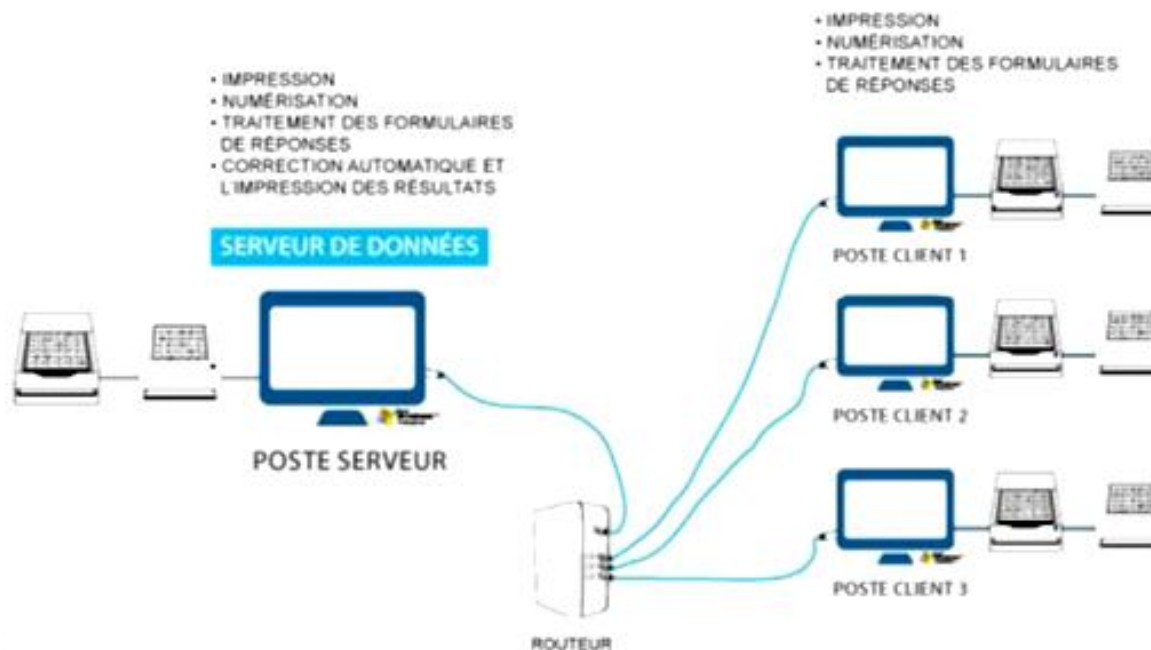 • IMPRESSION
• NUMÉRISATION
• TRAITEMENT DES FORMULAIRES
DE RÉPONSES
• CORRECTION AUTOMATIQUE ET
L'IMPRESSION DES RÉSULTATS
SERVEUR DE DONNÉES
POSTE SERVEUR
ROUTEUR
• IMPRESSION
• NUMÉRISATION
• TRAITEMENT DES FORMULAIRES
DE RÉPONSES
POSTE CLIENT 1
POSTE CLIENT 2
POSTE CLIENT 3